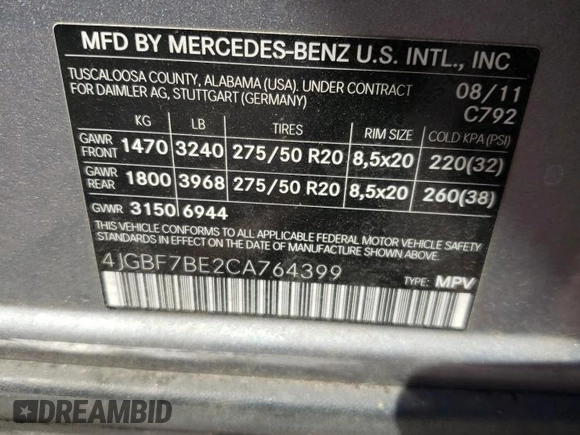 MFD BY MERCEDES-BENZ U.S. INTL., INC
TUSCALOOSA COUNTY, ALABAMA (USA). UNDER CONTRACT
FOR DAIMLER AG, STUTTGART (GERMANY)
08/11
C792
KG LB TIRES RIM SIZE COLD KPA (PSI)
GAWR FRONT 1470 3240 275/50 R20 8,5x20 220(32)
GAWR REAR 1800 3968 275/50 R20 8,5x20 260(38)
GVWR 3150 6944
THIS VEHICLE CONFORMS TO ALL APPLICABLE FEDERAL MOTOR VEHICLE SAFETY
STANDARDS IN EFFECT ON THE DATE OF MANUFACTURE SHOWN ABOVE.
4JGBF7BE2CA764399
TYPE: MPV
DREAMBID